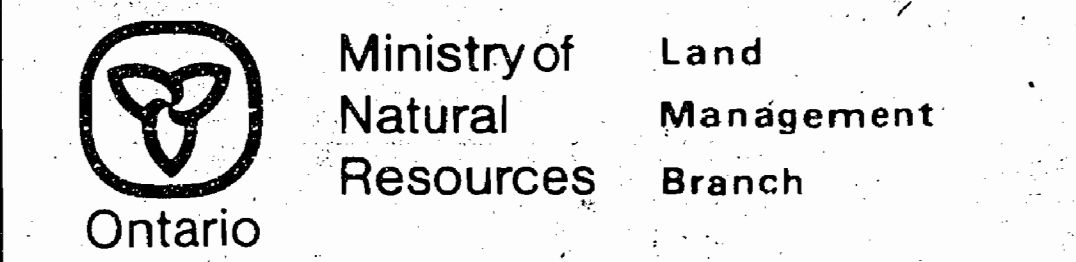 Ministry of
Natural
Resources
Land
Management
Branch
Ontario